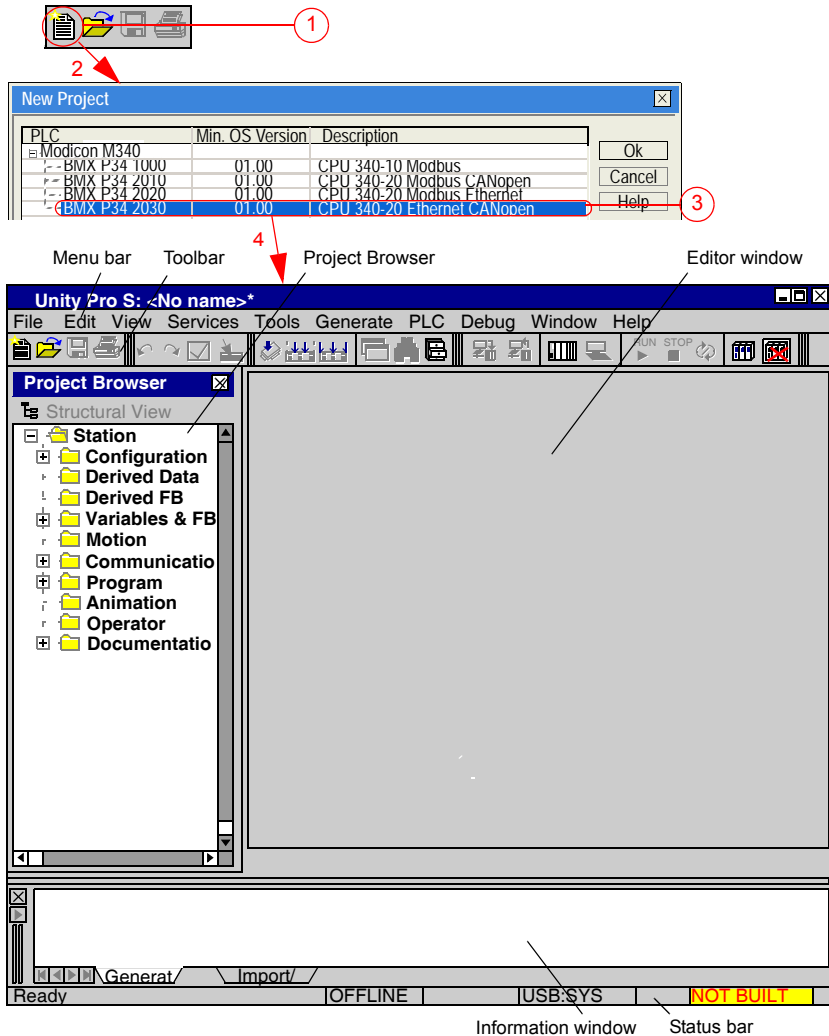 1
2
New Project
PLC Min. OS Version Description
Modicon M340
BMX P34 1000 01.00 CPU 340-10 Modbus
BMX P34 2010 01.00 CPU 340-20 Modbus CANopen
BMX P34 2020 01.00 CPU 340-20 Modbus Ethernet
BMX P34 2030 01.00 CPU 340-20 Ethernet CANopen
Ok
Cancel
Help
3
4
Menu bar Toolbar Project Browser Editor window
Unity Pro S: <No name>*
File Edit View Services Tools Generate PLC Debug Window Help
RUN STOP
Project Browser
Structural View
Station
Configuration
Derived Data
Derived FB
Variables & FB
Motion
Communicatio
Program
Animation
Operator
Documentatio
Generat Import/
Ready OFFLINE USB:SYS NOT BUILT
Information window Status bar